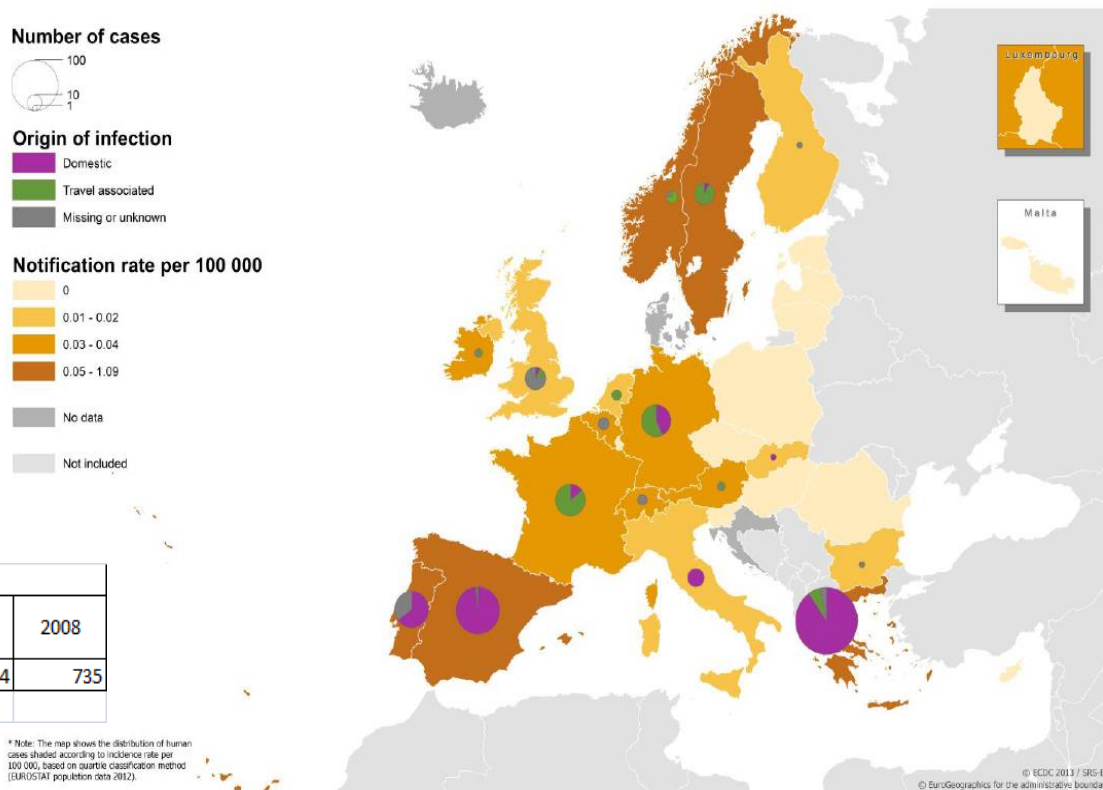 Number of cases
100
10
1
Origin of infection
Domestic
Travel associated
Missing or unknown
Notification rate per 100 000
0
0.01 - 0.02
0.03 - 0.04
0.05 - 1.09
No data
Not included
Luxembourg
Malta
2008
4
735
* Note: The map shows the distribution of human
cases shaded according to incidence rate per
100 000, based on quartile classification method
(EUROSTAT population data 2012).
© ECDC 2013 / SRS-E
© EuroGeographics for the administrative bounda